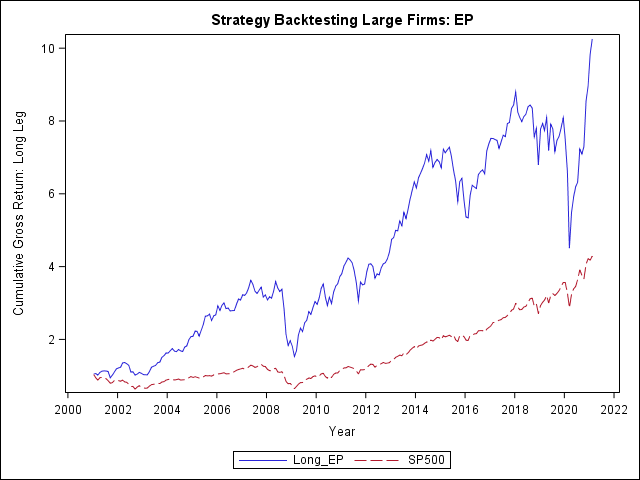 Strategy Backtesting Large Firms: EP
Cumulative Gross Return: Long Leg
10
8
6
4
2
2000 2002 2004 2006 2008 2010 2012 2014 2016 2018 2020 2022
Year
Long_EP SP500